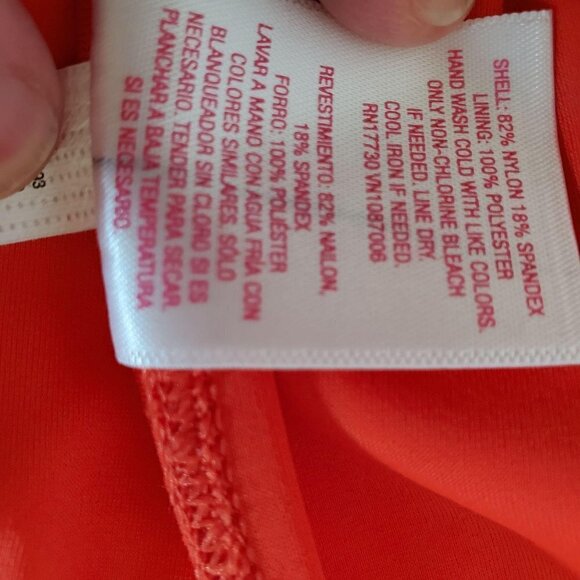 SHELL: 82% NYLON 18% SPANDEX
LINING: 100% POLYESTER
HAND WASH COLD WITH LIKE COLORS.
ONLY NON-CHLORINE BLEACH
IF NEEDED. LINE DRY.
COOL IRON IF NEEDED.
RN17730 VN1087006
REVESTIMIENTO: 82% NAILON,
18% SPANDEX
FORRO: 100% POLIÉSTER
LAVAR A MANO CON AGUA FRÍA CON
COLORES SIMILARES. SÓLO
BLANQUEADOR SIN CLORO SI ES
NECESARIO. TENDER PARA SECAR.
PLANCHAR A BAJA TEMPERATURA
SI ES NECESARIO